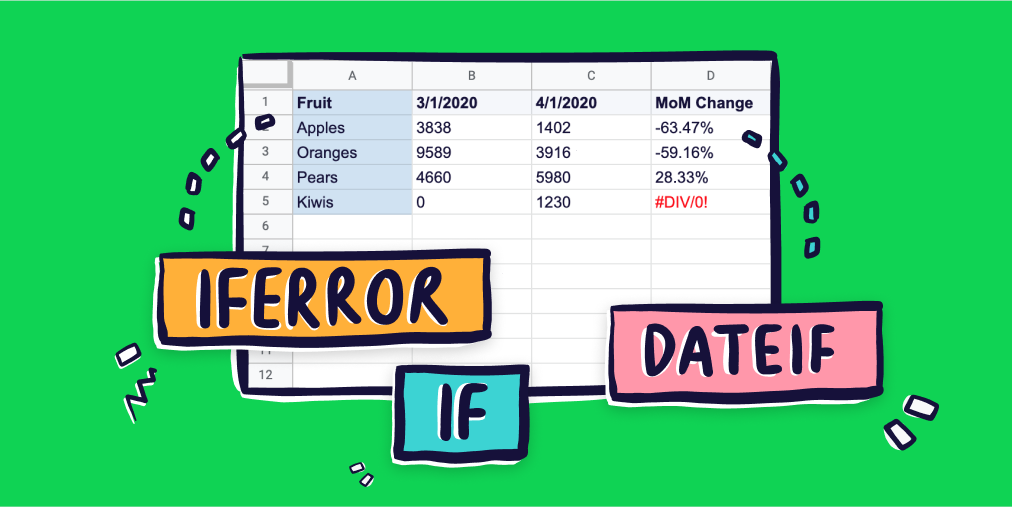 A B C D
1 Fruit 3/1/2020 4/1/2020 MoM Change
2 Apples 3838 1402 -63.47%
3 Oranges 9589 3916 -59.16%
4 Pears 4660 5980 28.33%
5 Kiwis 0 1230 #DIV/0!
6
7
IFERROR
DATEIF
11
12
IF